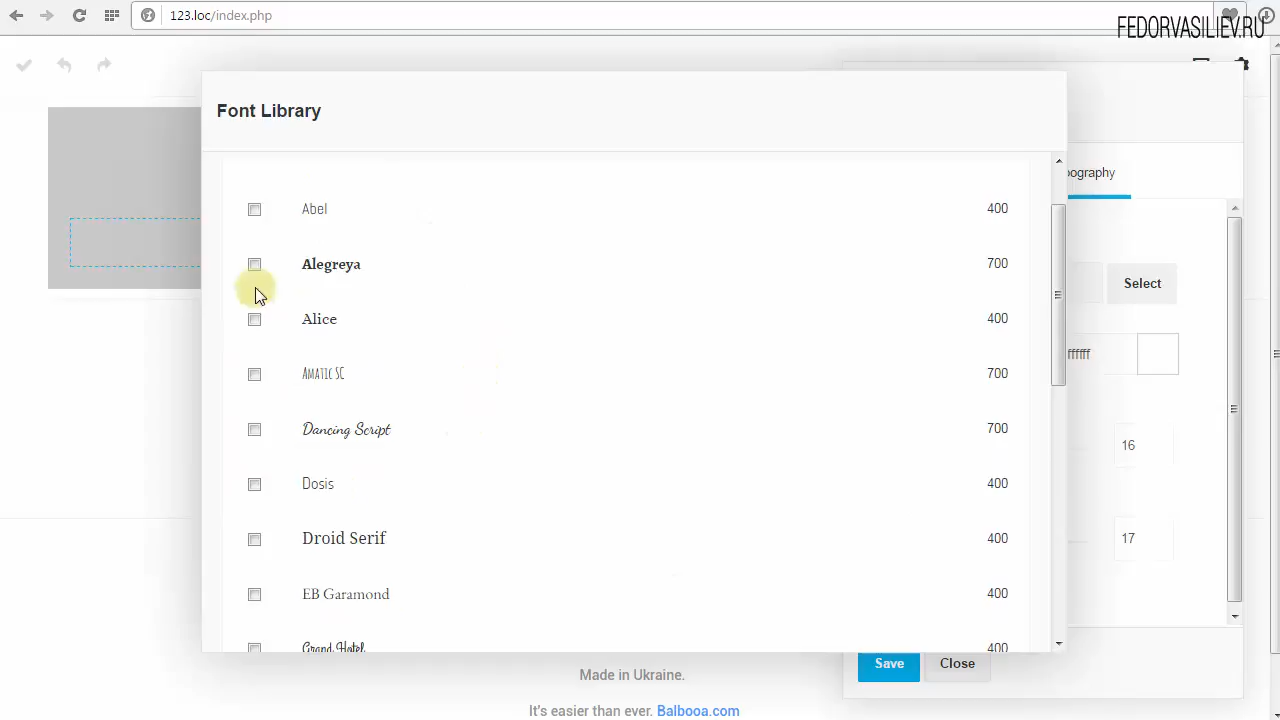 123.loc/index.php
FEDORVASILIEV.RU
Font Library
pography
Abel 400
Alegreya 700
Select
Alice 400
ffffff
Amatic SC 700
Dancing Script 700
16
Dosis 400
Droid Serif 400
17
EB Garamond 400
Grand Hotel 400
Save Close
Made in Ukraine.
It's easier than ever. Balbooa.com